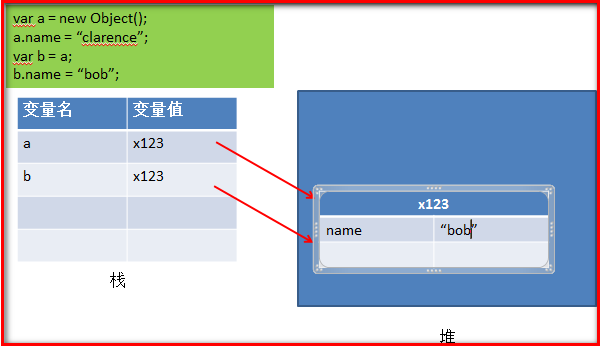 var a = new Object();
a.name = “clarence”;
var b = a;
b.name = “bob”;
变量名 变量值
a x123
b x123
x123
name “bob”
栈
堆